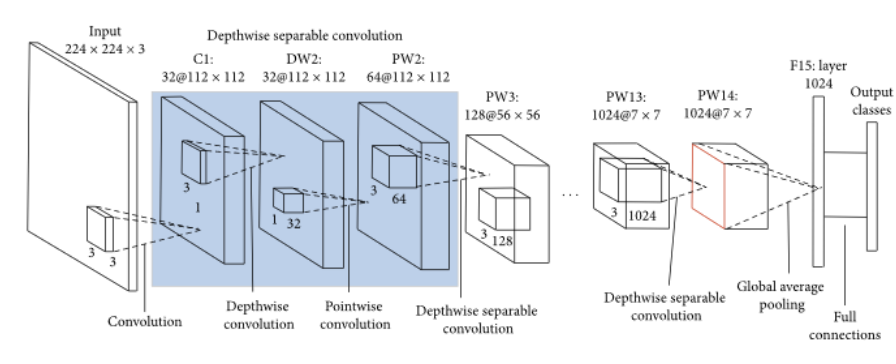 Input
224 × 224 × 3
Depthwise separable convolution
C1:
32@112 × 112
DW2:
32@112 × 112
PW2:
64@112 × 112
PW3:
128@56 × 56
PW13:
1024@7 × 7
PW14:
1024@7 × 7
F15: layer
1024
Output
classes
3
3
3
1
1
32
3
64
3
128
...
3
1024
Convolution
Depthwise
convolution
Pointwise
convolution
Depthwise separable
convolution
Depthwise separable
convolution
Global average
pooling
Full
connections